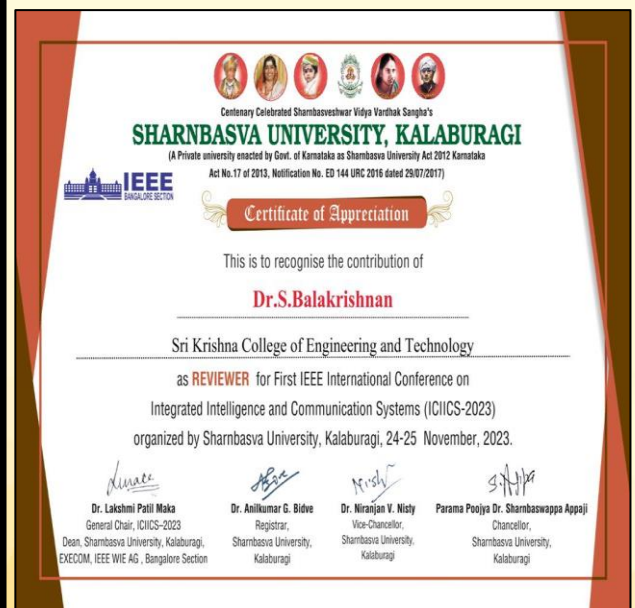 Centenary Celebrated Sharnbasveshwar Vidya Vardhak Sangha's
SHARNBASVA UNIVERSITY, KALABURAGI
(A Private university enacted by Govt. of Karnataka as Sharnbasva University Act 2012 Karnataka
Act No.17 of 2013, Notification No. ED 144 URC 2016 dated 29/07/2017)
IEEE
BANGALORE SECTION
Certificate of Appreciation
This is to recognise the contribution of
Dr.S.Balakrishnan
Sri Krishna College of Engineering and Technology
as REVIEWER for First IEEE International Conference on
Integrated Intelligence and Communication Systems (ICIICS-2023)
organized by Sharnbasva University, Kalaburagi, 24-25 November, 2023.
Dr. Lakshmi Patil Maka
General Chair, ICIICS-2023
Dean, Sharnbasva University, Kalaburagi,
EXECOM, IEEE WIE AG , Bangalore Section
Dr. Anilkumar G. Bidve
Registrar,
Sharnbasva University,
Kalaburagi
Dr. Niranjan V. Nisty
Vice-Chancellor,
Sharnbasva University,
Kalaburagi
Parama Poojya Dr. Sharnbaswappa Appaji
Chancellor,
Sharnbasva University,
Kalaburagi